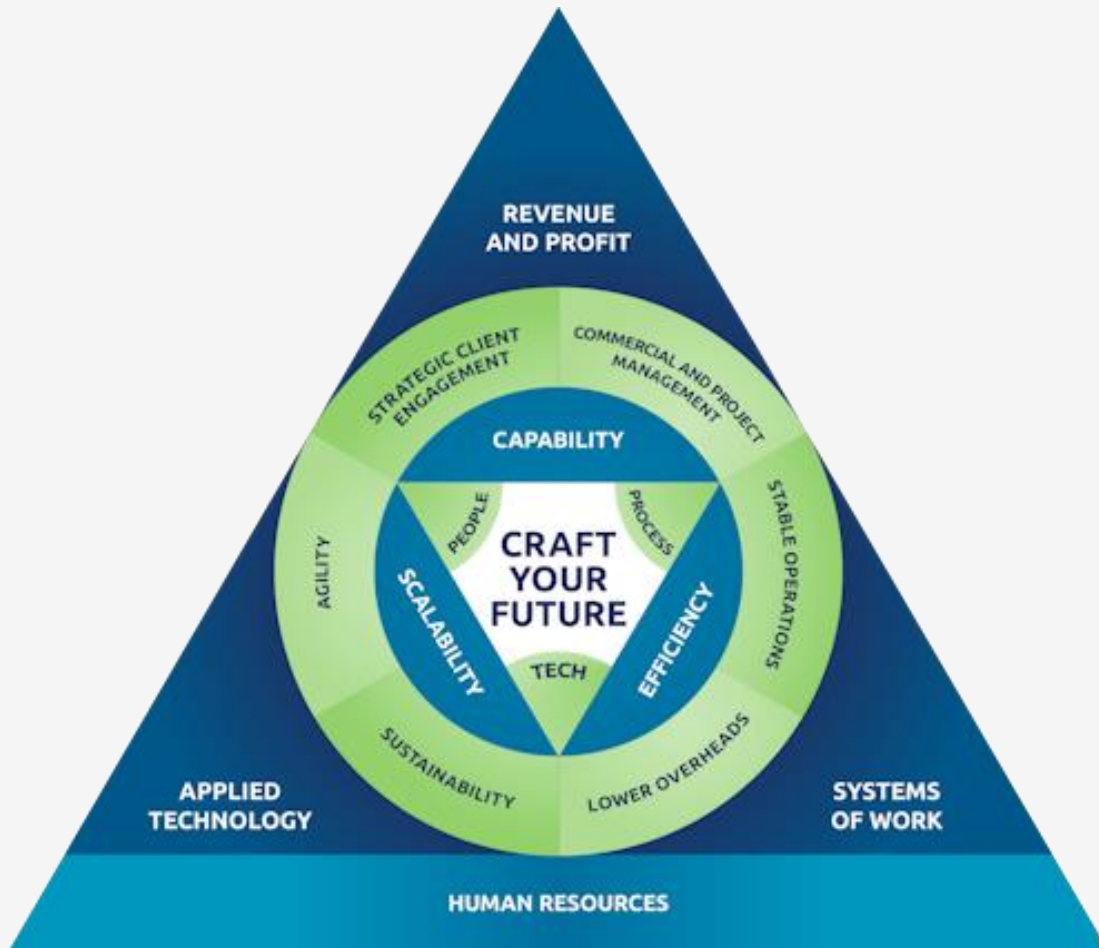 REVENUE
AND PROFIT
STRATEGIC CLIENT
ENGAGEMENT
COMMERCIAL AND PROJECT
MANAGEMENT
CAPABILITY
PEOPLE
PROCESS
CRAFT
YOUR
FUTURE
AGILITY
STABLE OPERATIONS
SCALABILITY
EFFICIENCY
TECH
SUSTAINABILITY
LOWER OVERHEADS
APPLIED
TECHNOLOGY
SYSTEMS
OF WORK
HUMAN RESOURCES